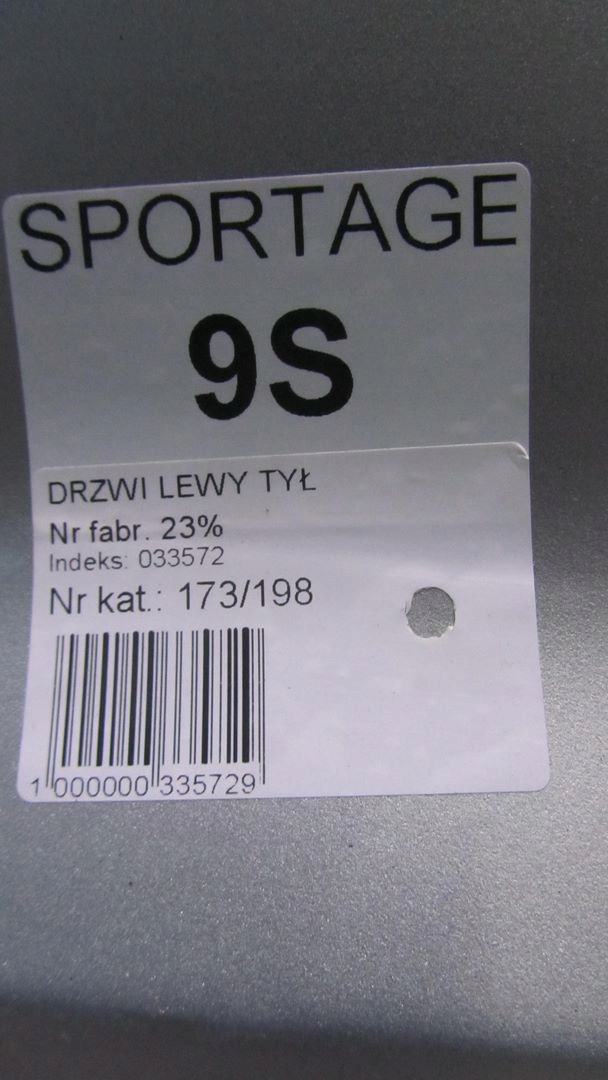 SPORTAGE
9S
DRZWI LEWY TYŁ
Nr fabr. 23%
Indeks: 033572
Nr kat.: 173/198
1 000000 335729